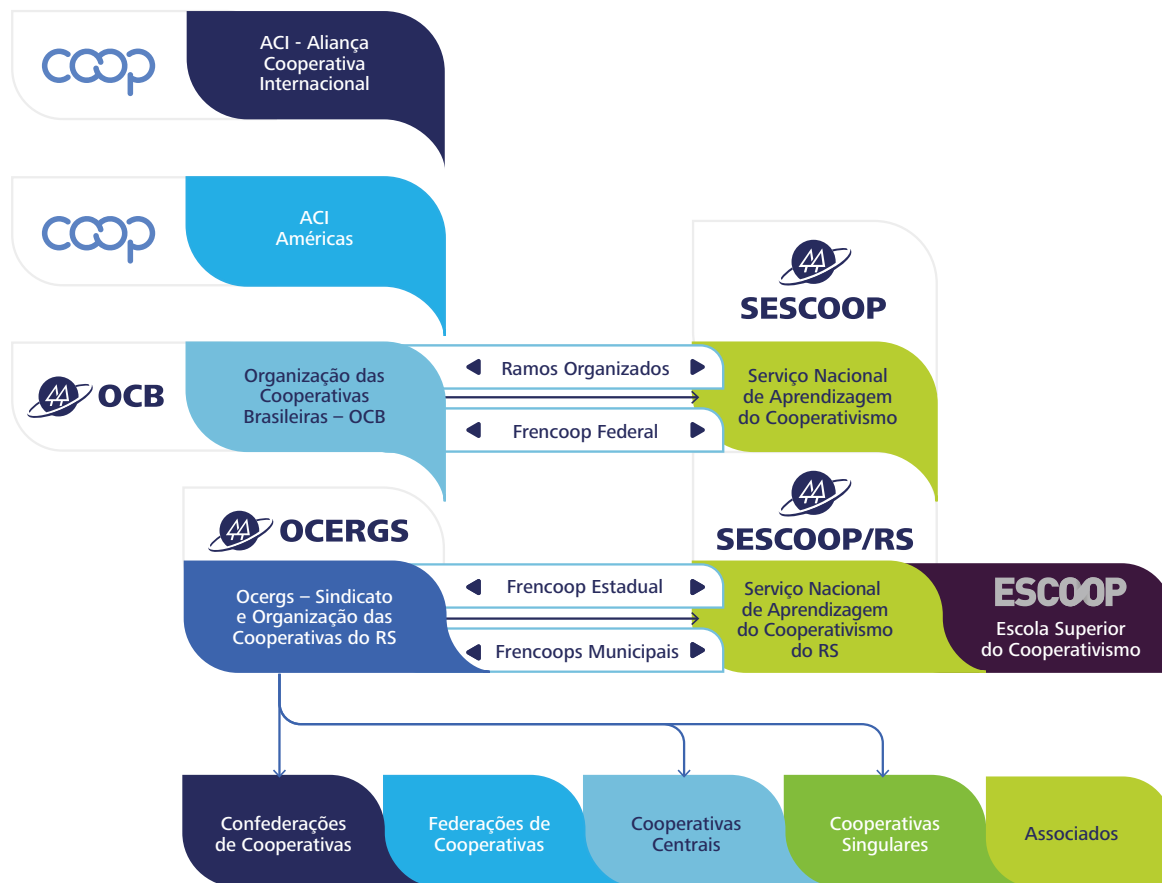 coop
ACI - Aliança
Cooperativa
Internacional
coop
ACI
Américas
SESCOOP
OCB
Organização das
Cooperativas
Brasileiras – OCB
Ramos Organizados
Frencoop Federal
Serviço Nacional
de Aprendizagem
do Cooperativismo
OCERGS
SESCOOP/RS
Ocergs – Sindicato
e Organização das
Cooperativas do RS
Frencoop Estadual
Frencoops Municipais
Serviço Nacional
de Aprendizagem
do Cooperativismo
do RS
ESCOOP
Escola Superior
do Cooperativismo
Confederações
de Cooperativas
Federações de
Cooperativas
Cooperativas
Centrais
Cooperativas
Singulares
Associados